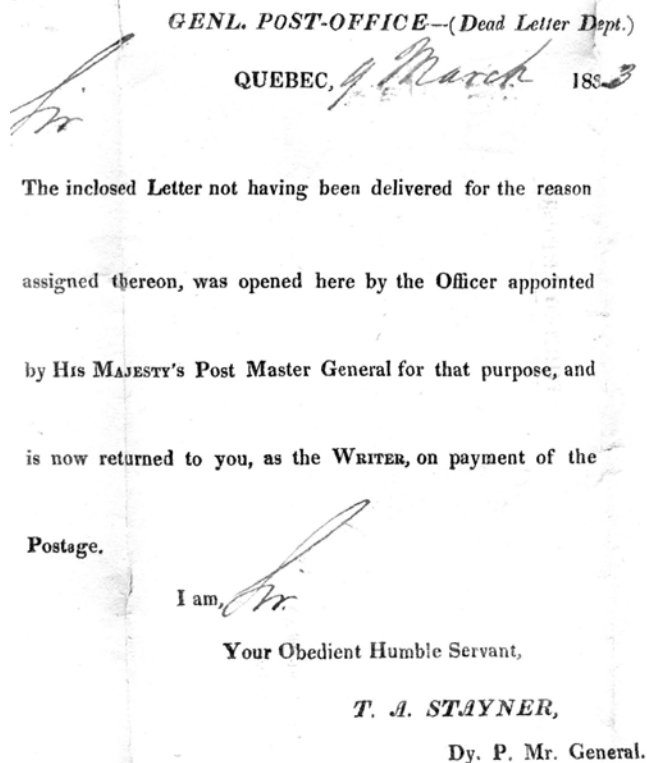 GENL. POST-OFFICE—(Dead Letter Dept.)
QUEBEC, 9 March 1833
Sir
The inclosed Letter not having been delivered for the reason
assigned thereon, was opened here by the Officer appointed
by His Majesty's Post Master General for that purpose, and
is now returned to you, as the Writer, on payment of the
Postage.
I am, Sir.
Your Obedient Humble Servant,
T. A. STAYNER,
Dy. P. Mr. General.